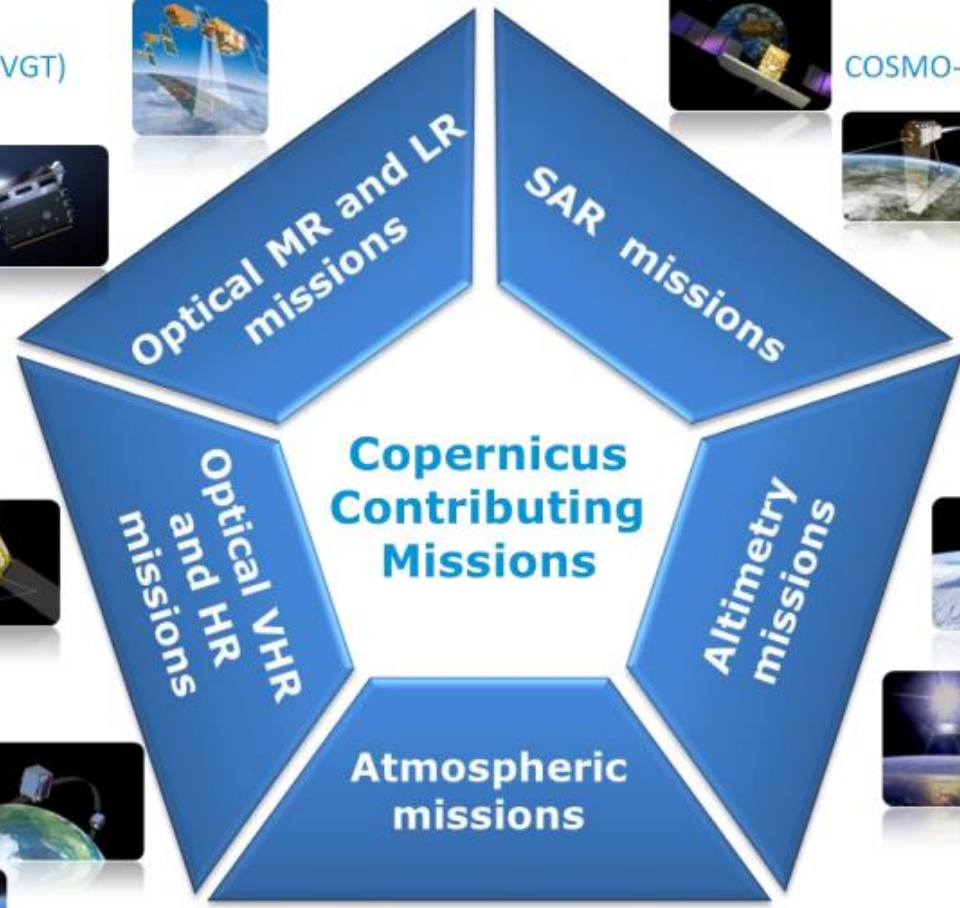 VGT)
COSMO-
Optical MR and LR
missions
SAR missions
Copernicus
Contributing
Missions
Optical VHR
and HR
missions
Altimetry
missions
Atmospheric
missions